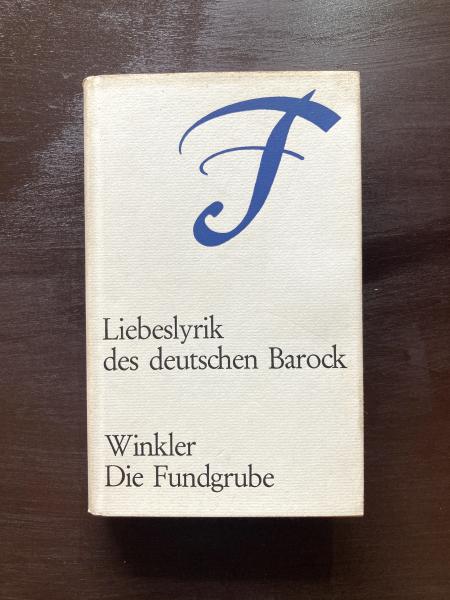 F
Liebeslyrik
des deutschen Barock
Winkler
Die Fundgrube